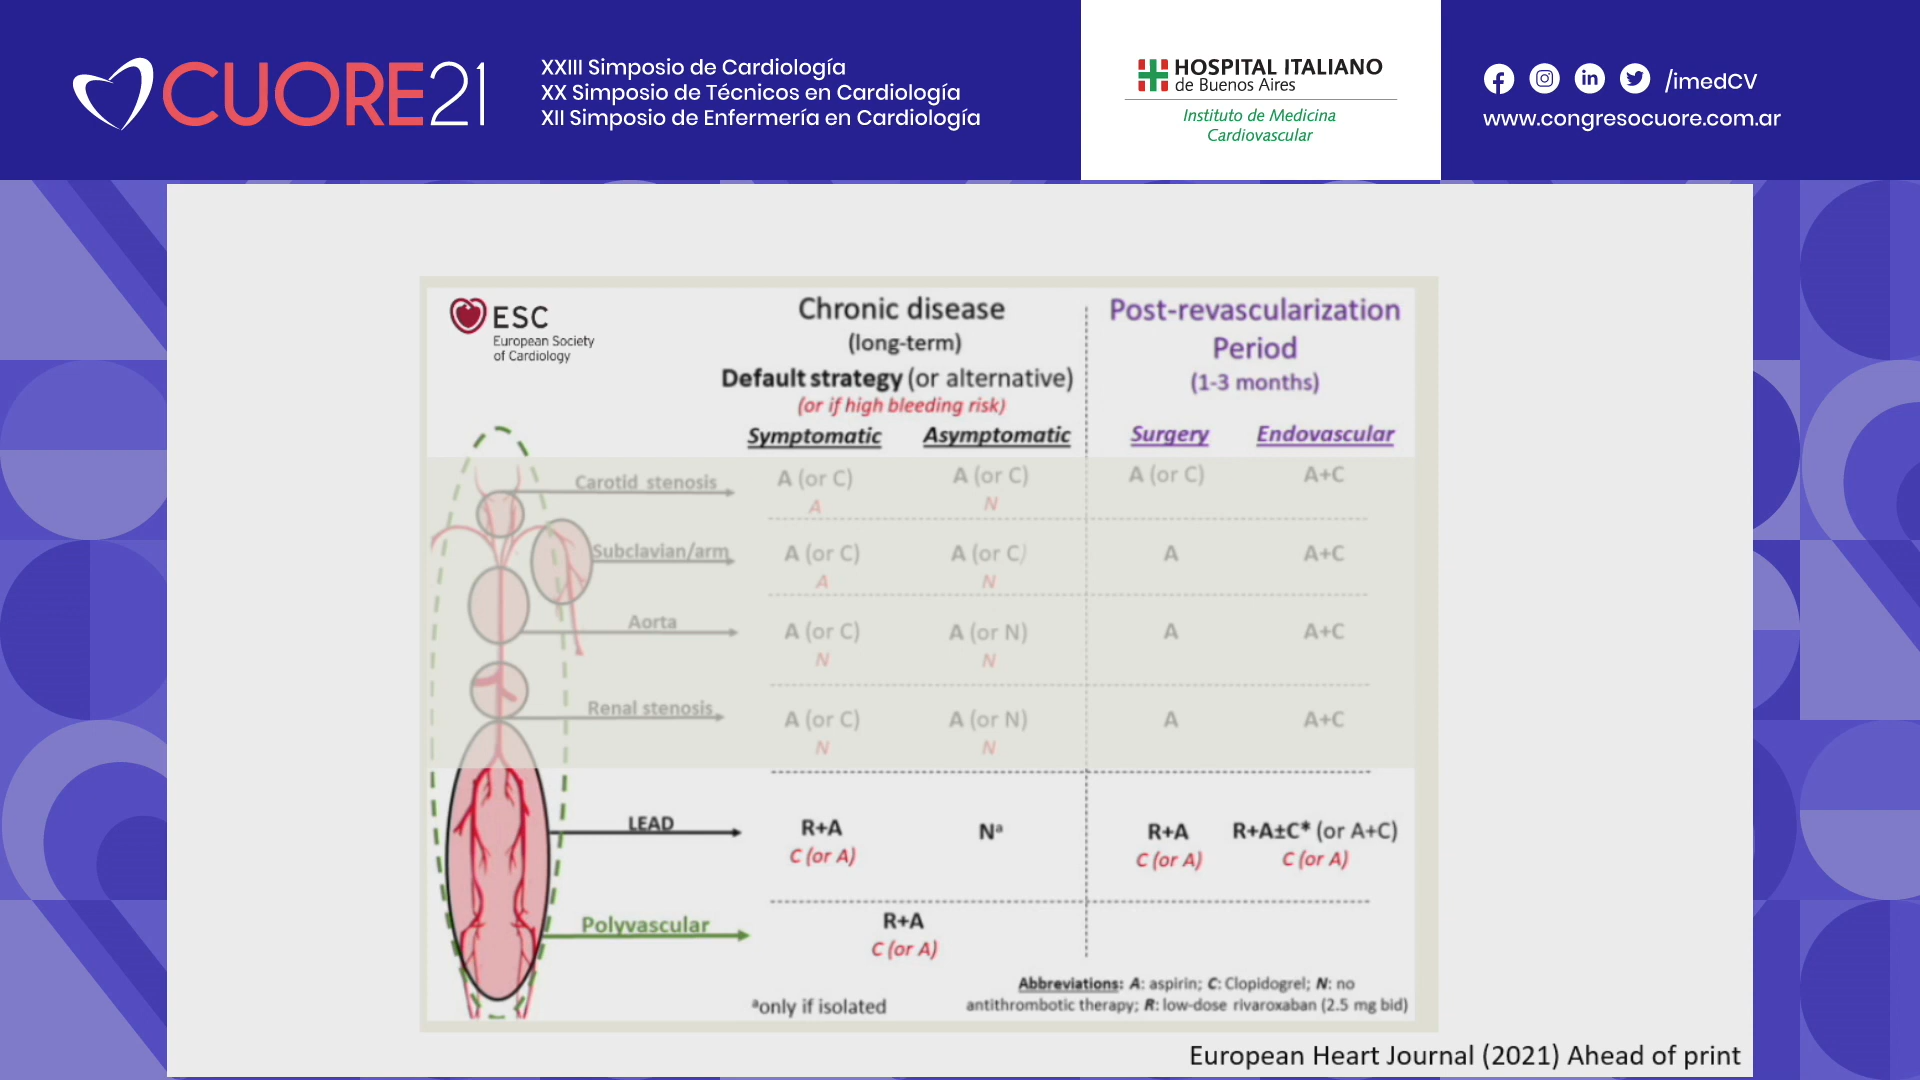 CUORE21
XXIII Simposio de Cardiología
XX Simposio de Técnicos en Cardiología
XII Simposio de Enfermería en Cardiología
HOSPITAL ITALIANO
de Buenos Aires
Instituto de Medicina
Cardiovascular
/imedCV
www.congresocuore.com.ar
ESC
European Society
of Cardiology
Chronic disease
(long-term)
Default strategy (or alternative)
(or if high bleeding risk)
Symptomatic Asymptomatic
Post-revascularization
Period
(1-3 months)
Surgery Endovascular
Carotid stenosis A (or C) A (or C) A (or C) A+C
A N
Subclavian/arm A (or C) A (or C) A A+C
A N
Aorta A (or C) A (or N) A A+C
N N
Renal stenosis A (or C) A (or N) A A+C
N N
LEAD R+A Nᵃ R+A R+A±C* (or A+C)
C (or A) C (or A) C (or A)
Polyvascular R+A
C (or A)
ᵃonly if isolated
Abbreviations: A: aspirin; C: Clopidogrel; N: no
antithrombotic therapy; R: low-dose rivaroxaban (2.5 mg bid)
European Heart Journal (2021) Ahead of print